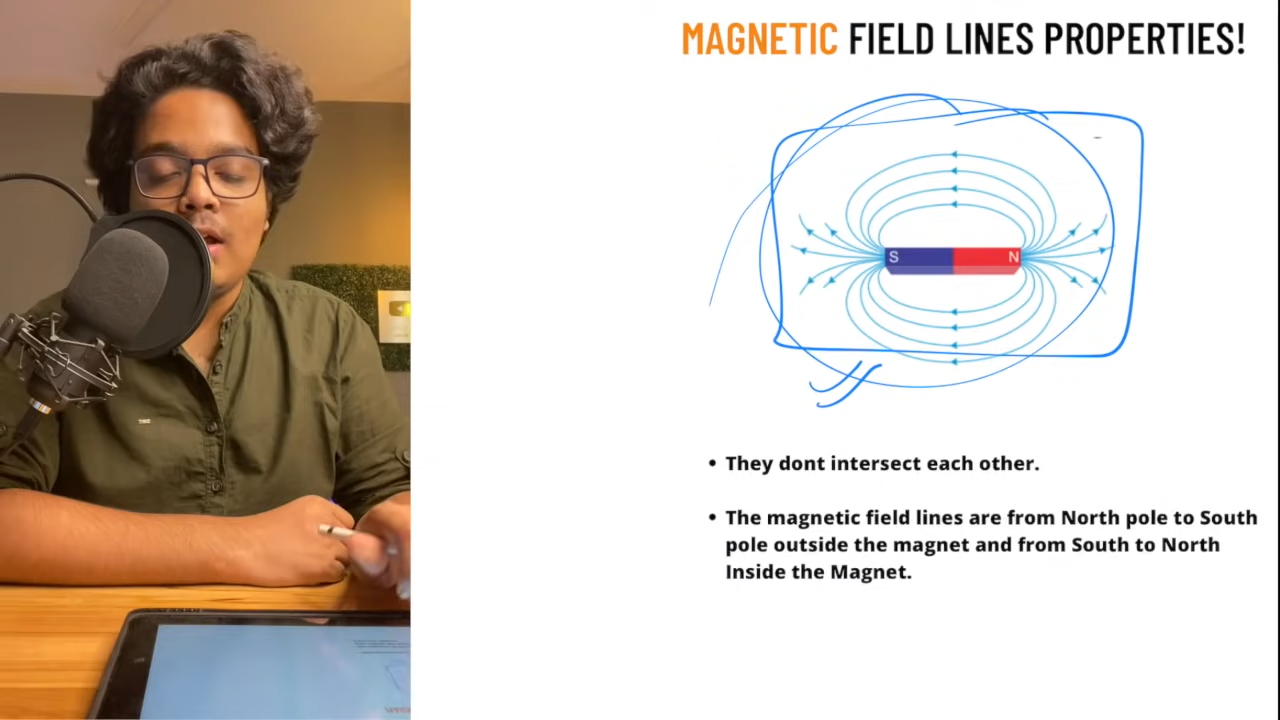 MAGNETIC FIELD LINES PROPERTIES!
S N
• They dont intersect each other.
• The magnetic field lines are from North pole to South
pole outside the magnet and from South to North
Inside the Magnet.